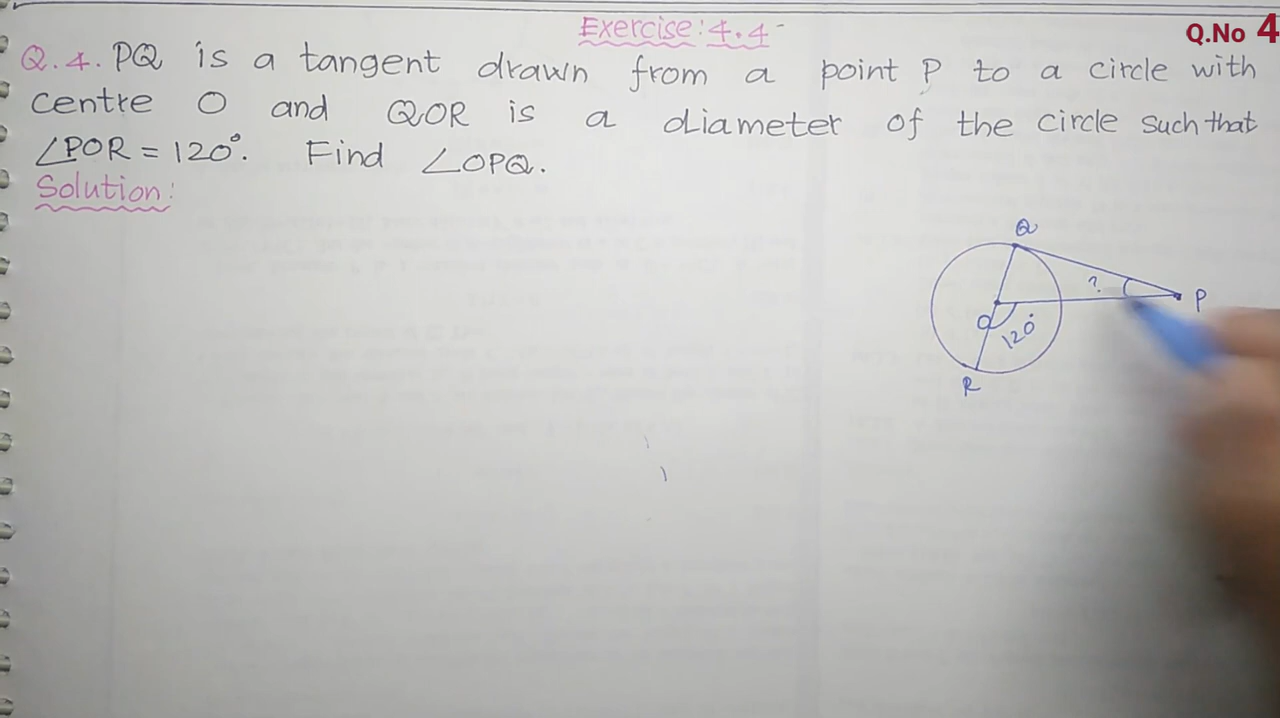 Exercise: 4.4
Q.No 4
Q.4. PQ is a tangent drawn from a point P to a circle with
centre O and QOR is a diameter of the circle such that
∠POR = 120°. Find ∠OPQ.
Solution:
Q
?
P
O
120°
R